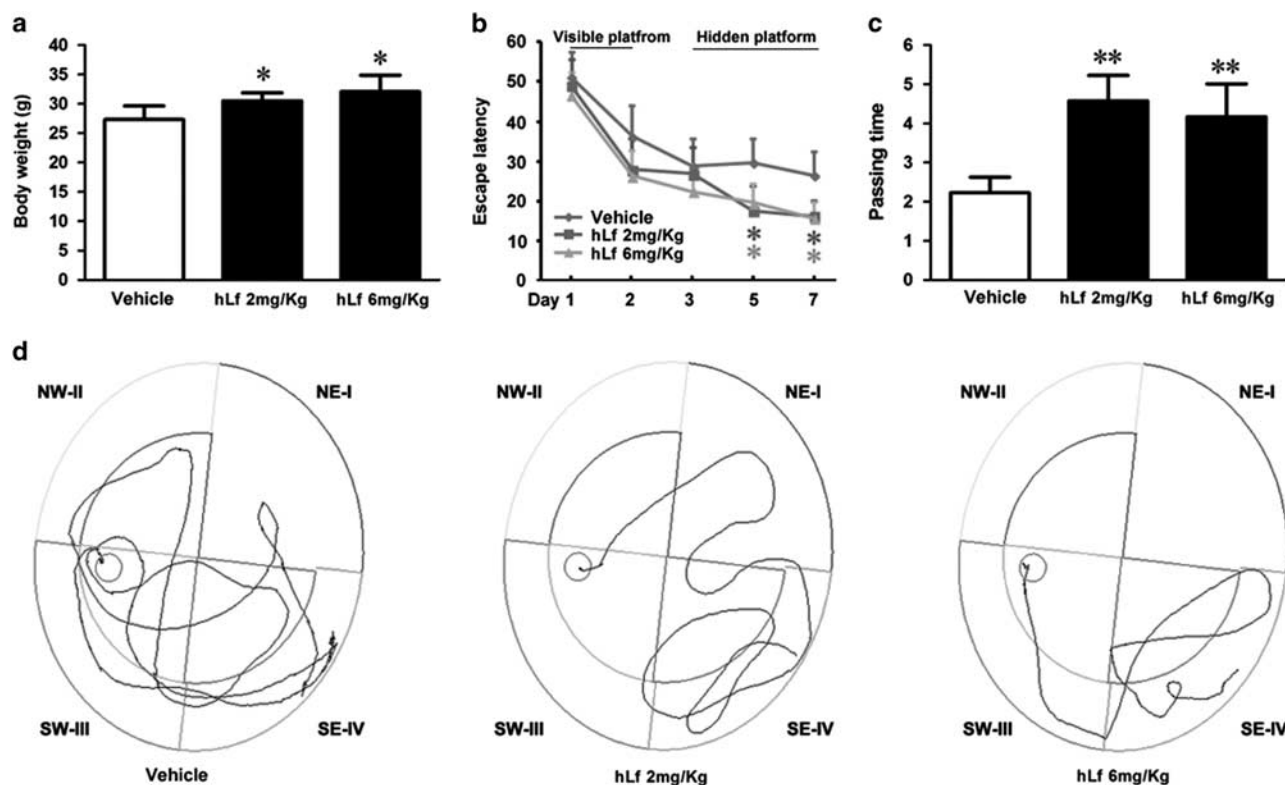 a
Body weight (g)
40
35
30
25
20
15
10
5
0
*
*
Vehicle
hLf 2mg/Kg
hLf 6mg/Kg
b
Visible platfrom
Hidden platform
Escape latency
60
50
40
30
20
10
0
Vehicle
hLf 2mg/Kg
hLf 6mg/Kg
* *
* *
Day 1 2 3 5 7
c
Passing time
6
5
4
3
2
1
0
**
**
Vehicle
hLf 2mg/Kg
hLf 6mg/Kg
d
NW-II
NE-I
SW-III
SE-IV
Vehicle
NW-II
NE-I
SW-III
SE-IV
hLf 2mg/Kg
NW-II
NE-I
SW-III
SE-IV
hLf 6mg/Kg